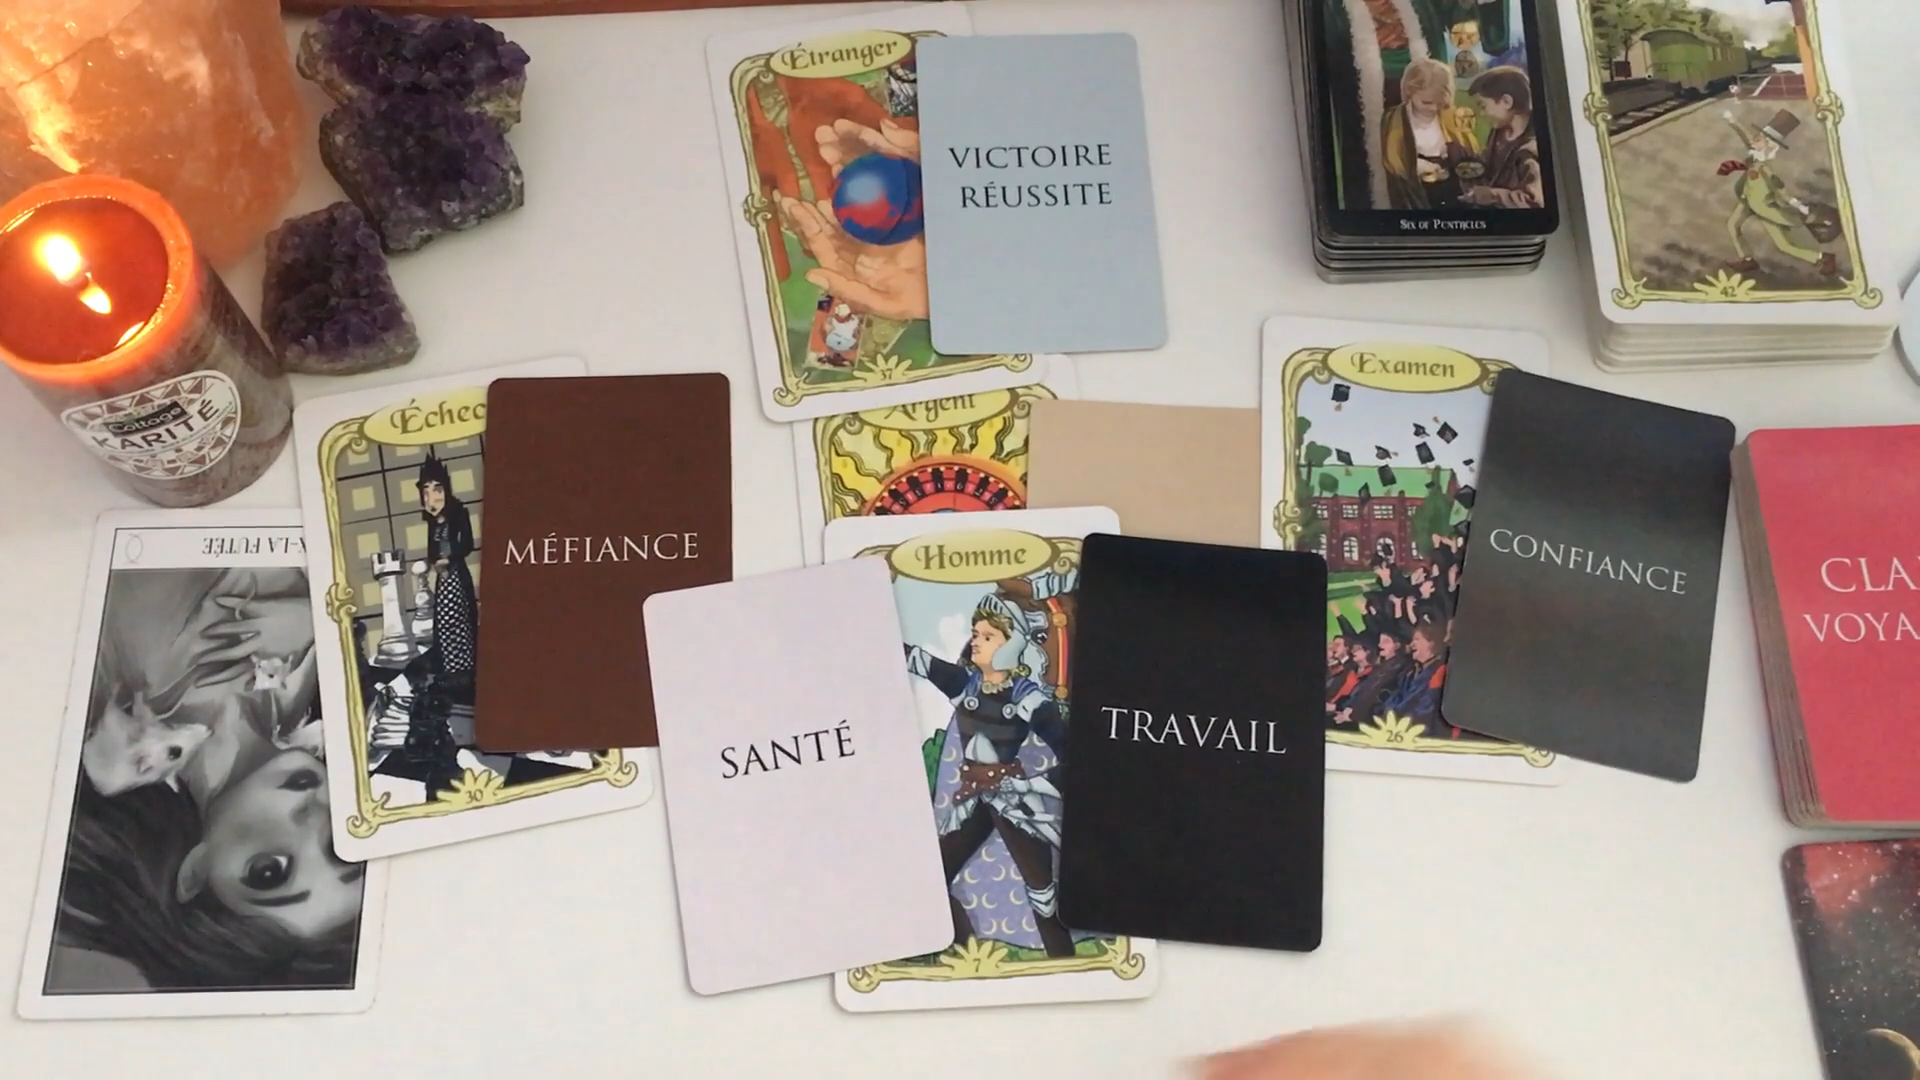 Étranger
37
VICTOIRE
RÉUSSITE
SIX OF PENTACLES
42
Cottage
KARITÉ
Échec
30
MÉFIANCE
Argent
Examen
26
CONFIANCE
LA FUTÉE
Homme
7
SANTÉ
TRAVAIL